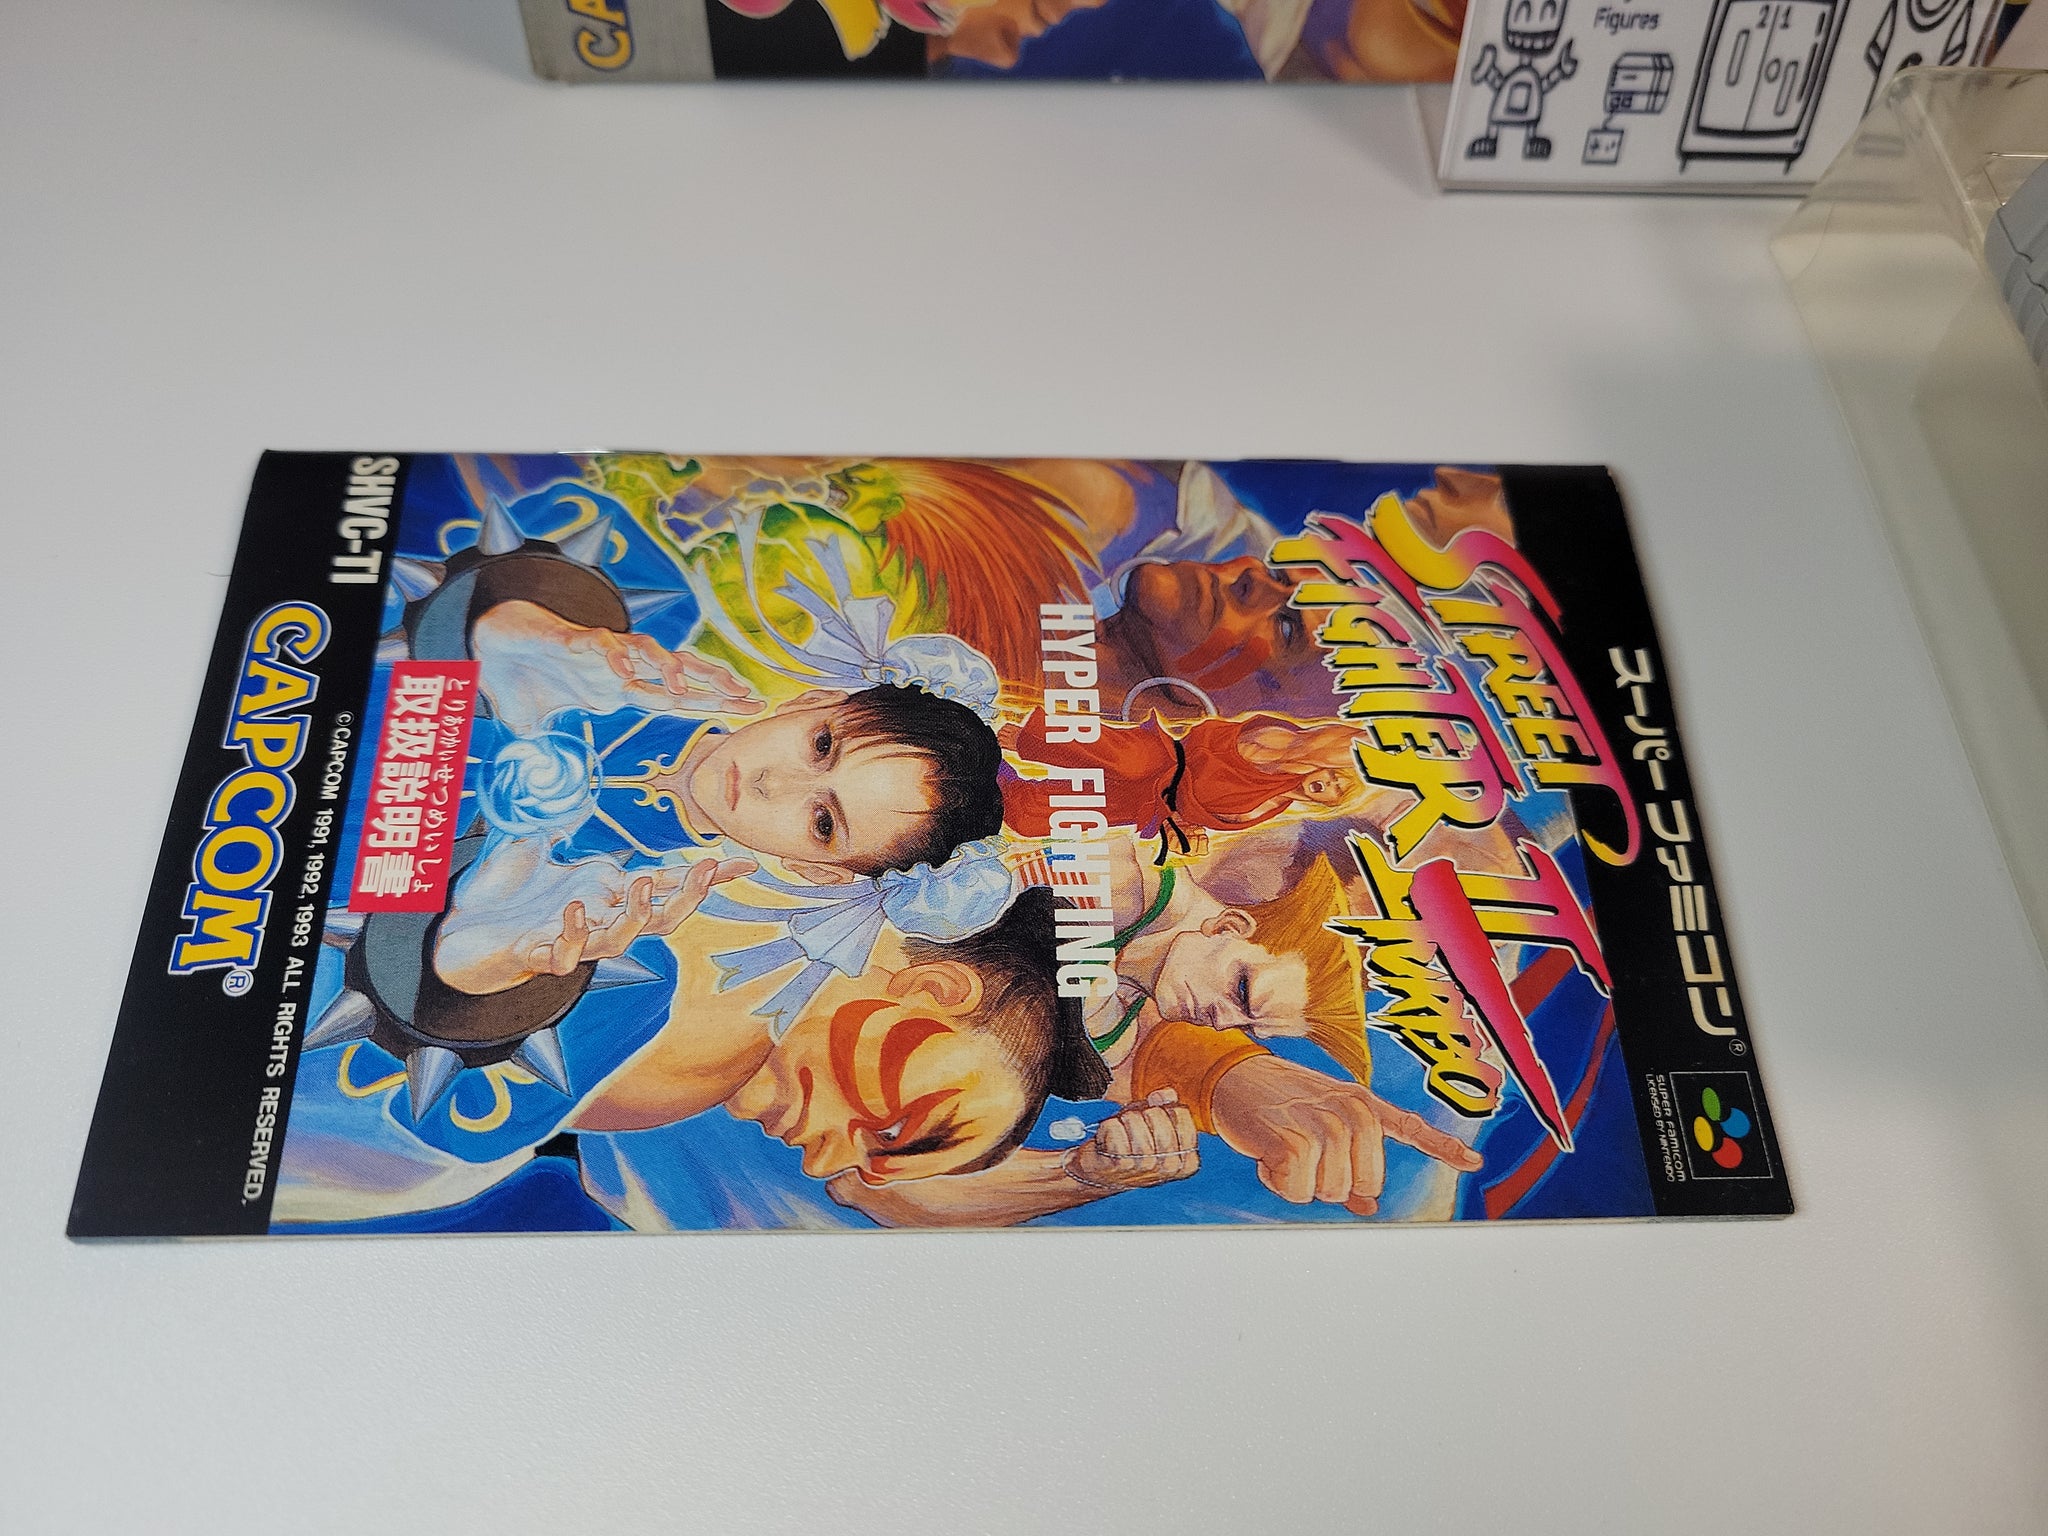 スーパーファミコン®
SUPER FAMICOM
LICENSED BY NINTENDO
STREET
FIGHTER II
TURBO
HYPER FIGHTING
とりあつかいせつめいしょ
取扱説明書
SHVC-TI
©CAPCOM 1991, 1992, 1993 ALL RIGHTS RESERVED.
CAPCOM®
CA
Figures
21